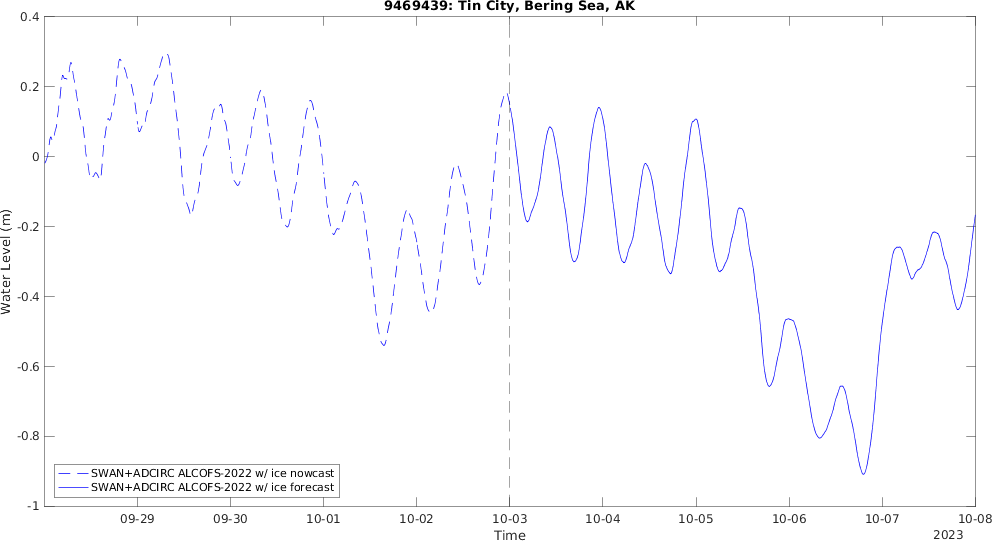 9469439: Tin City, Bering Sea, AK
0.4
0.2
0
-0.2
-0.4
-0.6
-0.8
-1
Water Level (m)
SWAN+ADCIRC ALCOFS-2022 w/ ice nowcast
SWAN+ADCIRC ALCOFS-2022 w/ ice forecast
09-29 09-30 10-01 10-02 10-03 10-04 10-05 10-06 10-07 10-08
Time
2023